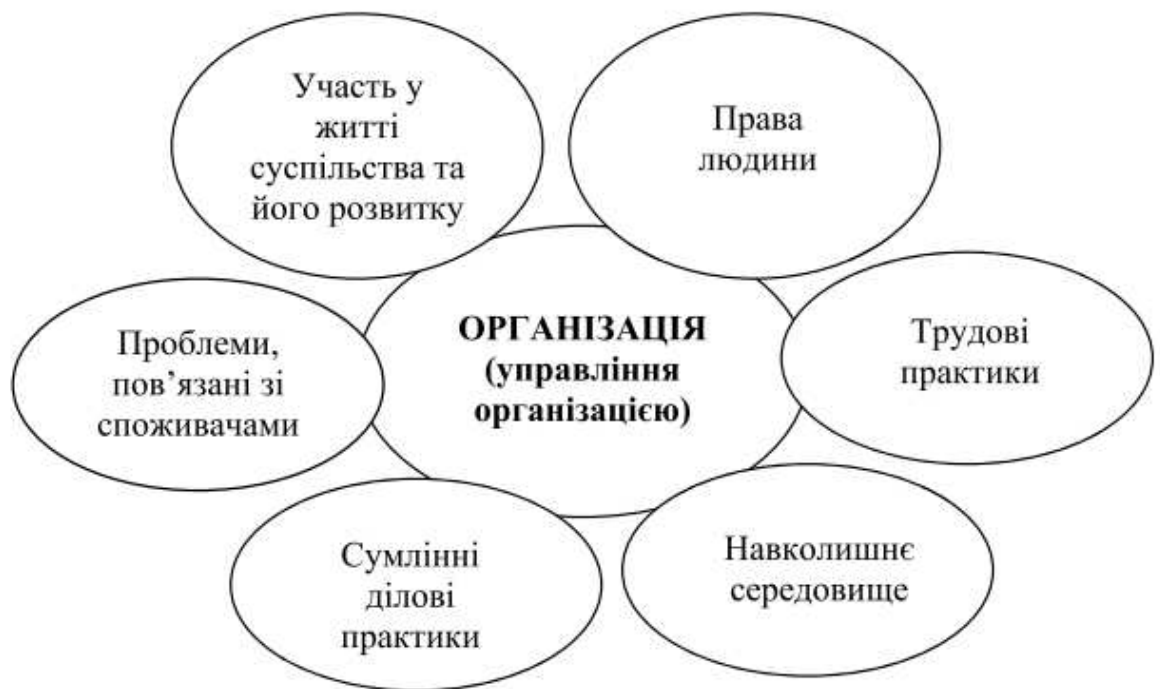 Участь у
житті
суспільства та
його розвитку
Права
людини
ОРГАНІЗАЦІЯ
(управління
організацією)
Проблеми,
пов’язані зі
споживачами
Трудові
практики
Сумлінні
ділові
практики
Навколишнє
середовище